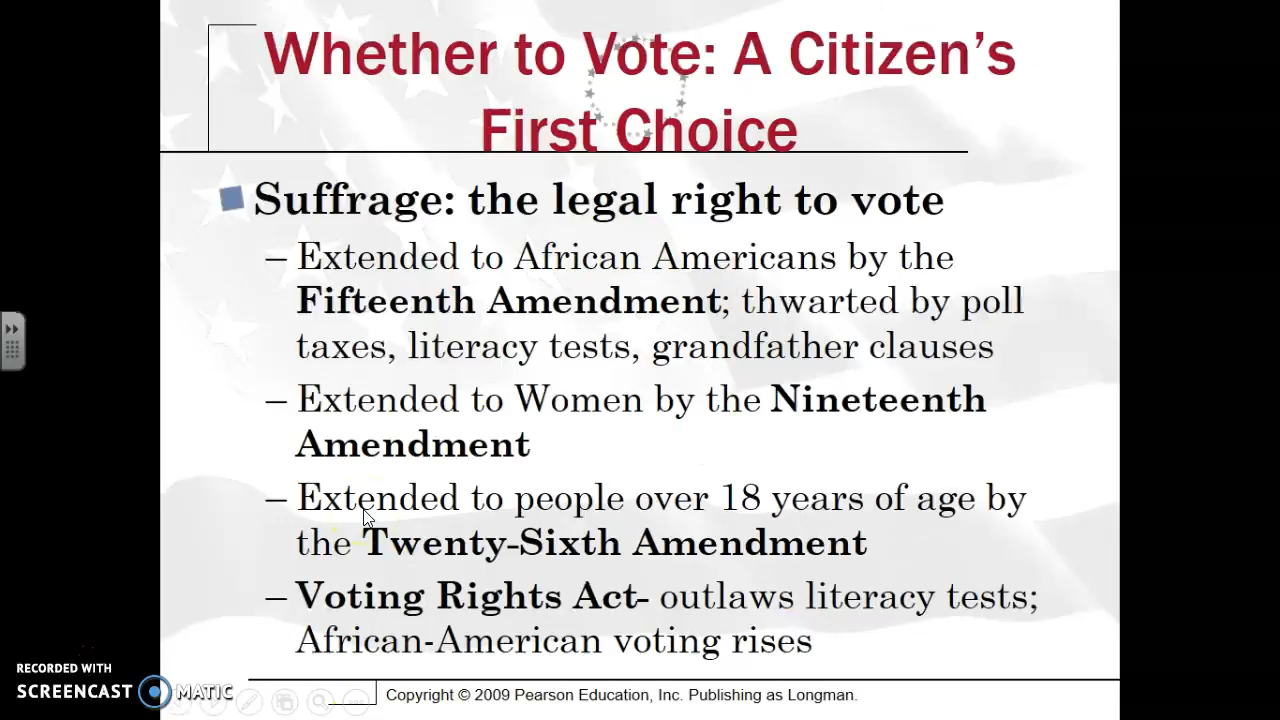 Whether to Vote: A Citizen's
First Choice
Suffrage: the legal right to vote
– Extended to African Americans by the
Fifteenth Amendment; thwarted by poll
taxes, literacy tests, grandfather clauses
– Extended to Women by the Nineteenth
Amendment
– Extended to people over 18 years of age by
the Twenty-Sixth Amendment
– Voting Rights Act- outlaws literacy tests;
African-American voting rises
RECORDED WITH
SCREENCAST MATIC
Copyright © 2009 Pearson Education, Inc. Publishing as Longman.